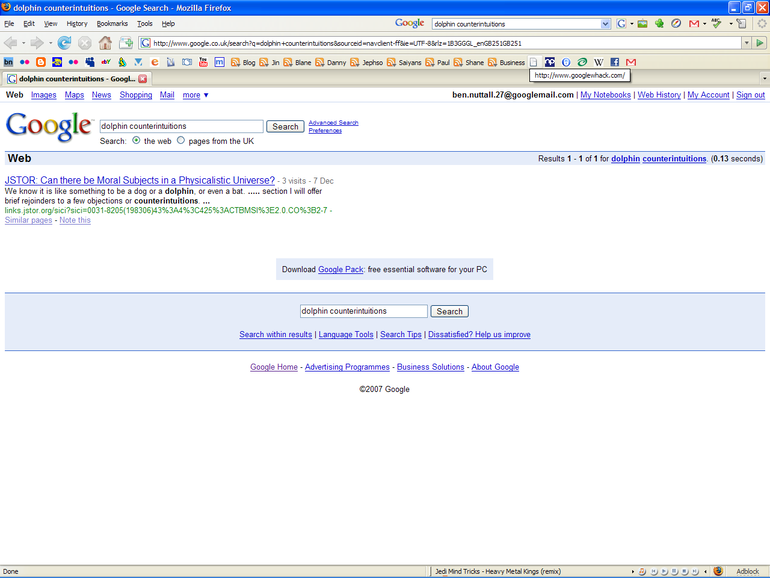 dolphin counterintuitions - Google Search - Mozilla Firefox
File Edit View History Bookmarks Tools Help
Google dolphin counterintuitions
http://www.google.co.uk/search?q=dolphin+counterintuitions&sourceid=navclient-ff&ie=UTF-8&rlz=1B3GGGL_enGB251GB251
Blog Jin Blane Danny Jephso Saiyans Paul Shane Business
http://www.googlewhack.com/
dolphin counterintuitions - Googl...
Web Images Maps News Shopping Mail more ▼ ben.nuttall.27@googlemail.com | My Notebooks | Web History | My Account | Sign out
Google dolphin counterintuitions Search Advanced Search
Preferences
Search: the web pages from the UK
Web Results 1 - 1 of 1 for dolphin counterintuitions. (0.13 seconds)
JSTOR: Can there be Moral Subjects in a Physicalistic Universe? - 3 visits - 7 Dec
We know it is like something to be a dog or a dolphin, or even a bat. ..... section I will offer
brief rejoinders to a few objections or counterintuitions. ...
links.jstor.org/sici?sici=0031-8205(198306)43%3A4%3C425%3ACTBMSI%3E2.0.CO%3B2-7 -
Similar pages - Note this
Download Google Pack: free essential software for your PC
dolphin counterintuitions Search
Search within results | Language Tools | Search Tips | Dissatisfied? Help us improve
Google Home - Advertising Programmes - Business Solutions - About Google
©2007 Google
Done Jedi Mind Tricks - Heavy Metal Kings (remix) Adblock